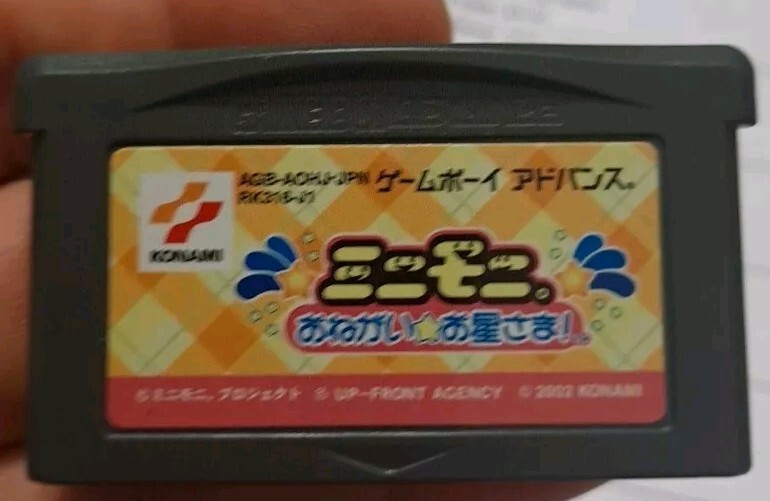 GAME BOY ADVANCE
KONAMI
AGB-AOHJ-JPN ゲームボーイ アドバンス®
RK316-J1
ミニモニ。
おねがい☆お星さま!®
© ミニモニ。プロジェクト © UP-FRONT AGENCY © 2002 KONAMI